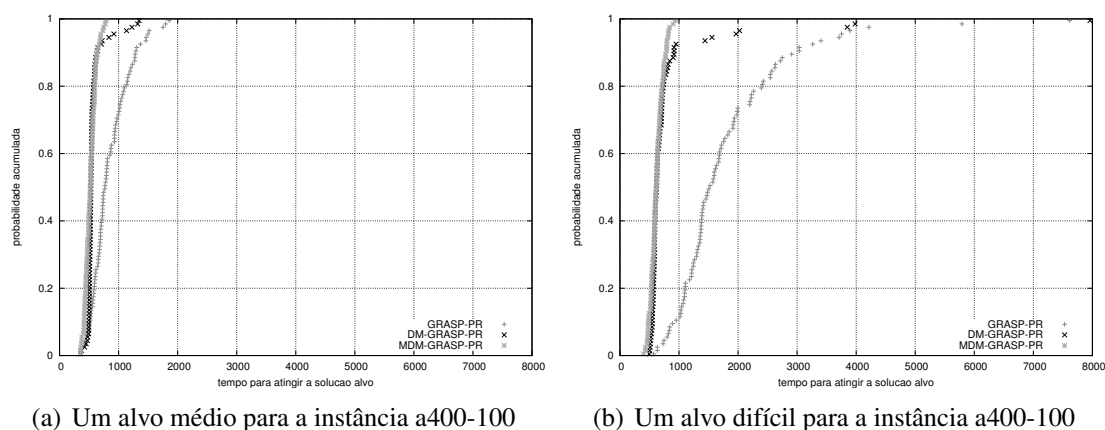 1
0.8
0.6
0.4
0.2
0
probabilidade acumulada
GRASP-PR
DM-GRASP-PR
MDM-GRASP-PR
0 1000 2000 3000 4000 5000 6000 7000 8000
tempo para atingir a solucao alvo
(a) Um alvo médio para a instância a400-100
1
0.8
0.6
0.4
0.2
0
probabilidade acumulada
GRASP-PR
DM-GRASP-PR
MDM-GRASP-PR
0 1000 2000 3000 4000 5000 6000 7000 8000
tempo para atingir a solucao alvo
(b) Um alvo difícil para a instância a400-100